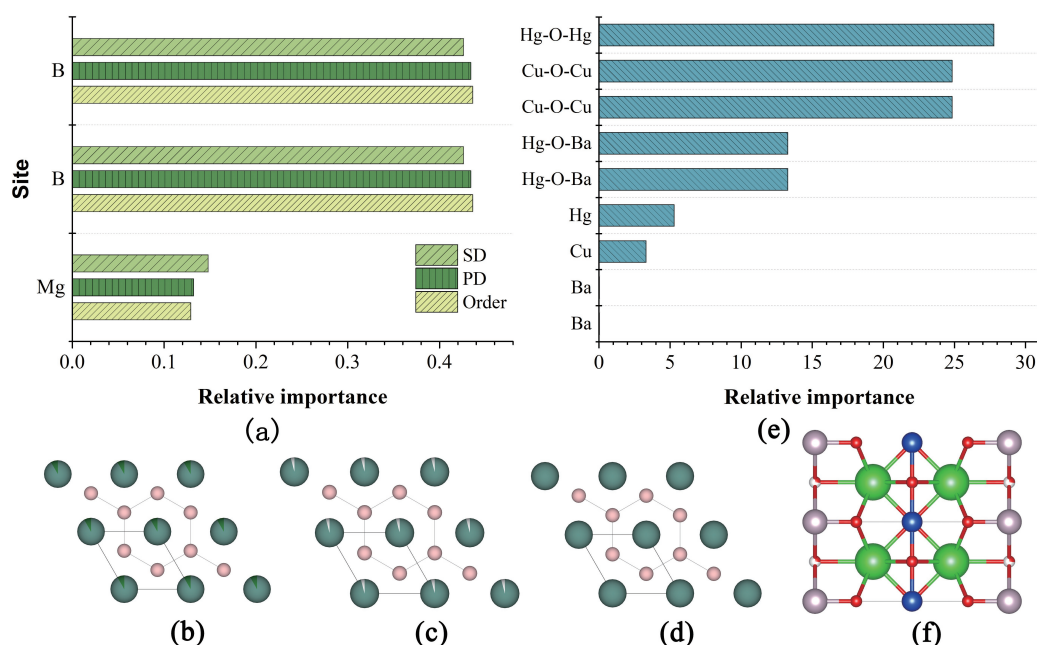 Site
B
B
Mg
SD
PD
Order
0.0
0.1
0.2
0.3
0.4
Relative importance
(a)
Hg-O-Hg
Cu-O-Cu
Cu-O-Cu
Hg-O-Ba
Hg-O-Ba
Hg
Cu
Ba
Ba
0
5
10
15
20
25
30
Relative importance
(e)
(b)
(c)
(d)
(f)